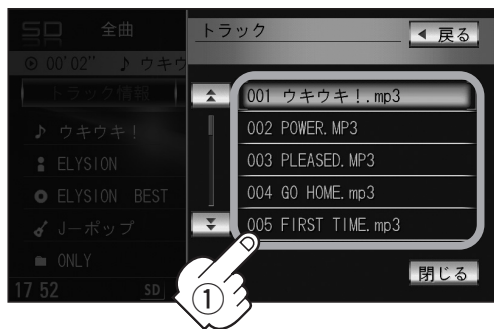 SD 全曲
00'02" ♪ ウキウ
トラック情報
ウキウキ!
ELYSION
ELYSION BEST
Jーポップ
ONLY
17 52 SD
トラック
戻る
001 ウキウキ!.mp3
002 POWER.MP3
003 PLEASED.MP3
004 GO HOME.mp3
005 FIRST TIME.mp3
閉じる
①